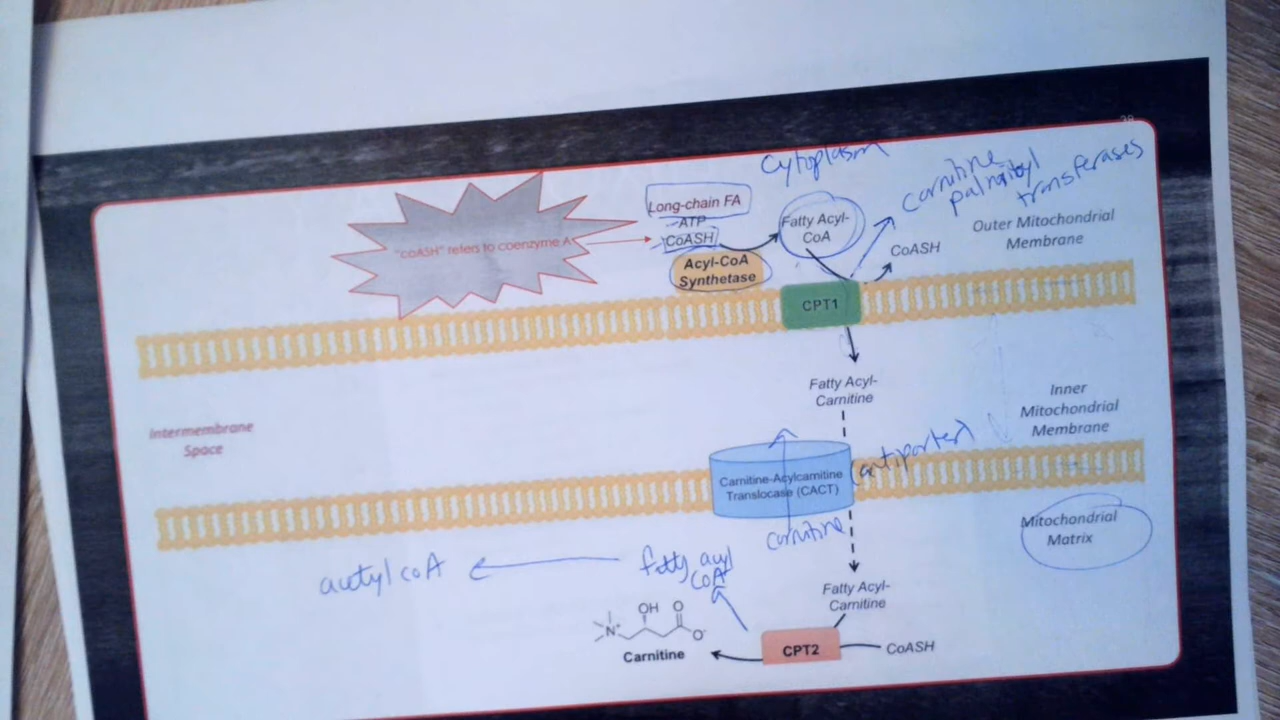 28
Cytoplasm
carnitine
palmitoyl
transferases
Long-chain FA
ATP
CoASH
"CoASH" refers to coenzyme A
Fatty Acyl-
CoA
Acyl-CoA
Synthetase
CoASH
Outer Mitochondrial
Membrane
CPT1
Fatty Acyl-
Carnitine
Inner
Mitochondrial
Membrane
Intermembrane
Space
Carnitine-Acylcarnitine
Translocase (CACT)
(antiporter)
carnitine
Mitochondrial
Matrix
acetyl coA
fatty acyl
CoA
Fatty Acyl-
Carnitine
OH O
N+
O-
Carnitine
CPT2
CoASH